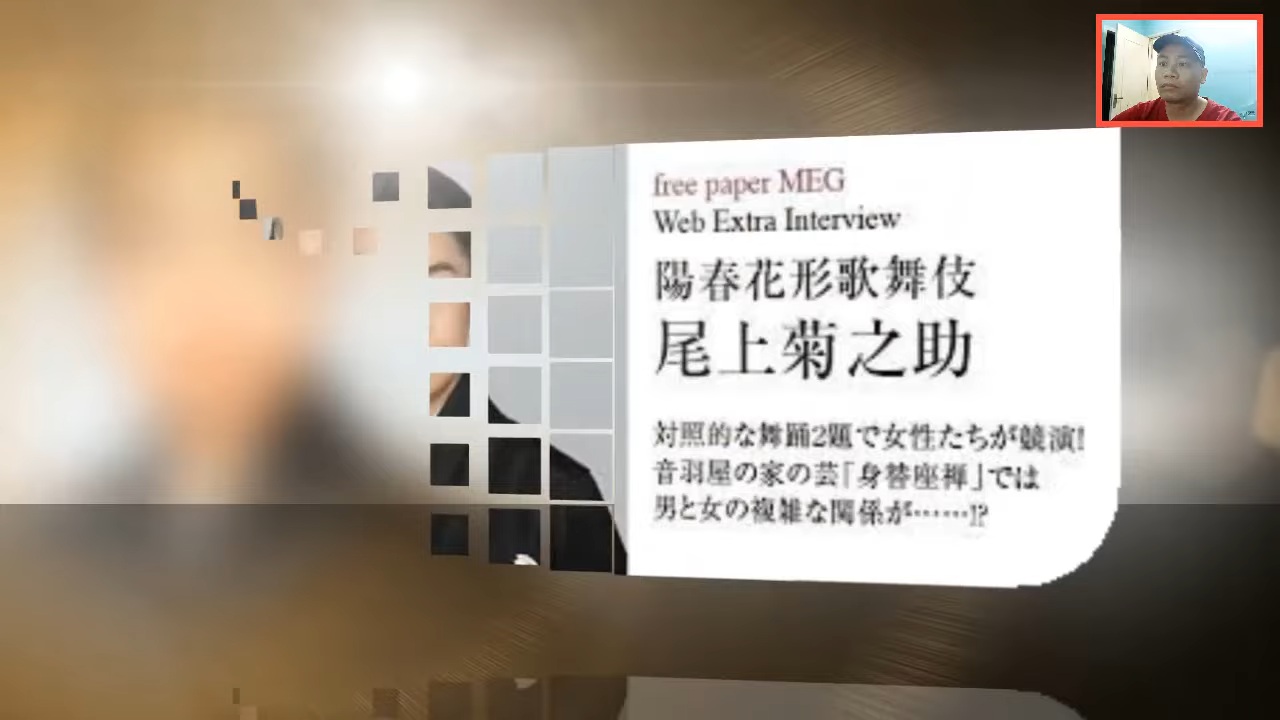 free paper MEG
Web Extra Interview
陽春花形歌舞伎
尾上菊之助
対照的な舞踊2題で女性たちが競演!
音羽屋の家の芸「身替座禅」では
男と女の複雑な関係が……!?